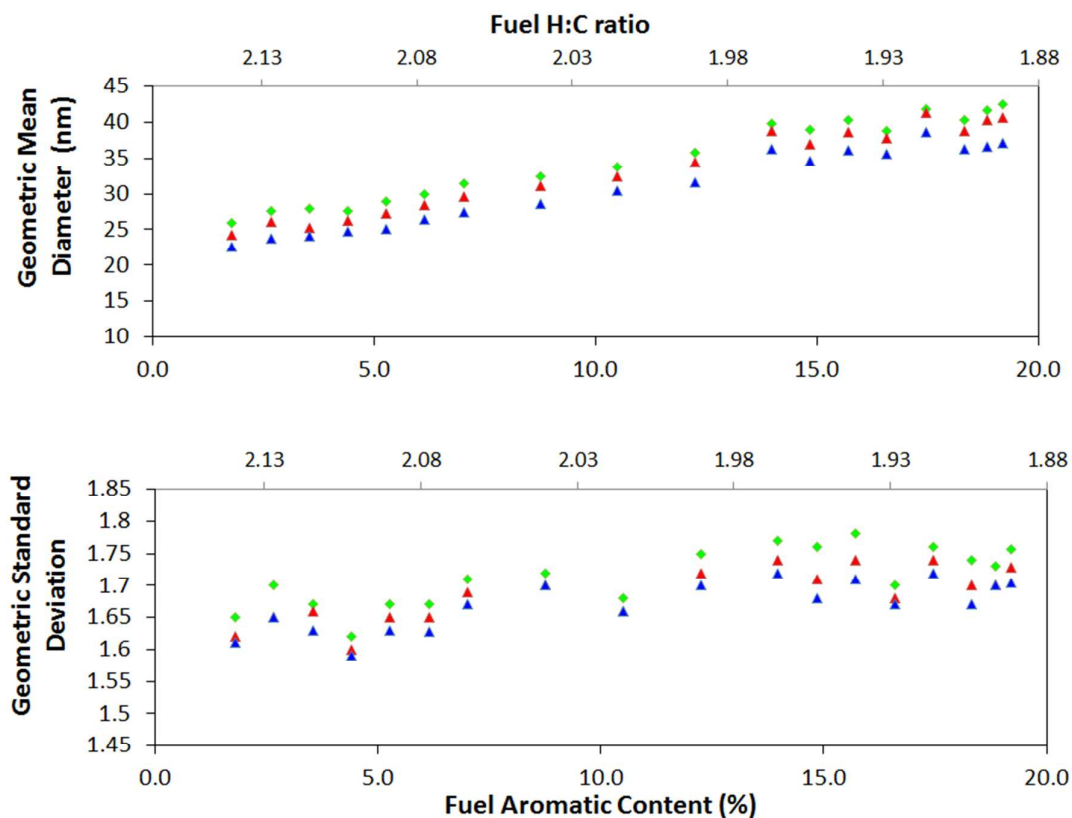 Fuel H:C ratio
2.13 2.08 2.03 1.98 1.93 1.88
45
40
35
30
25
20
15
10
Geometric Mean
Diameter (nm)
0.0 5.0 10.0 15.0 20.0
2.13 2.08 2.03 1.98 1.93 1.88
1.85
1.8
1.75
1.7
1.65
1.6
1.55
1.5
1.45
Geometric Standard
Deviation
0.0 5.0 10.0 15.0 20.0
Fuel Aromatic Content (%)